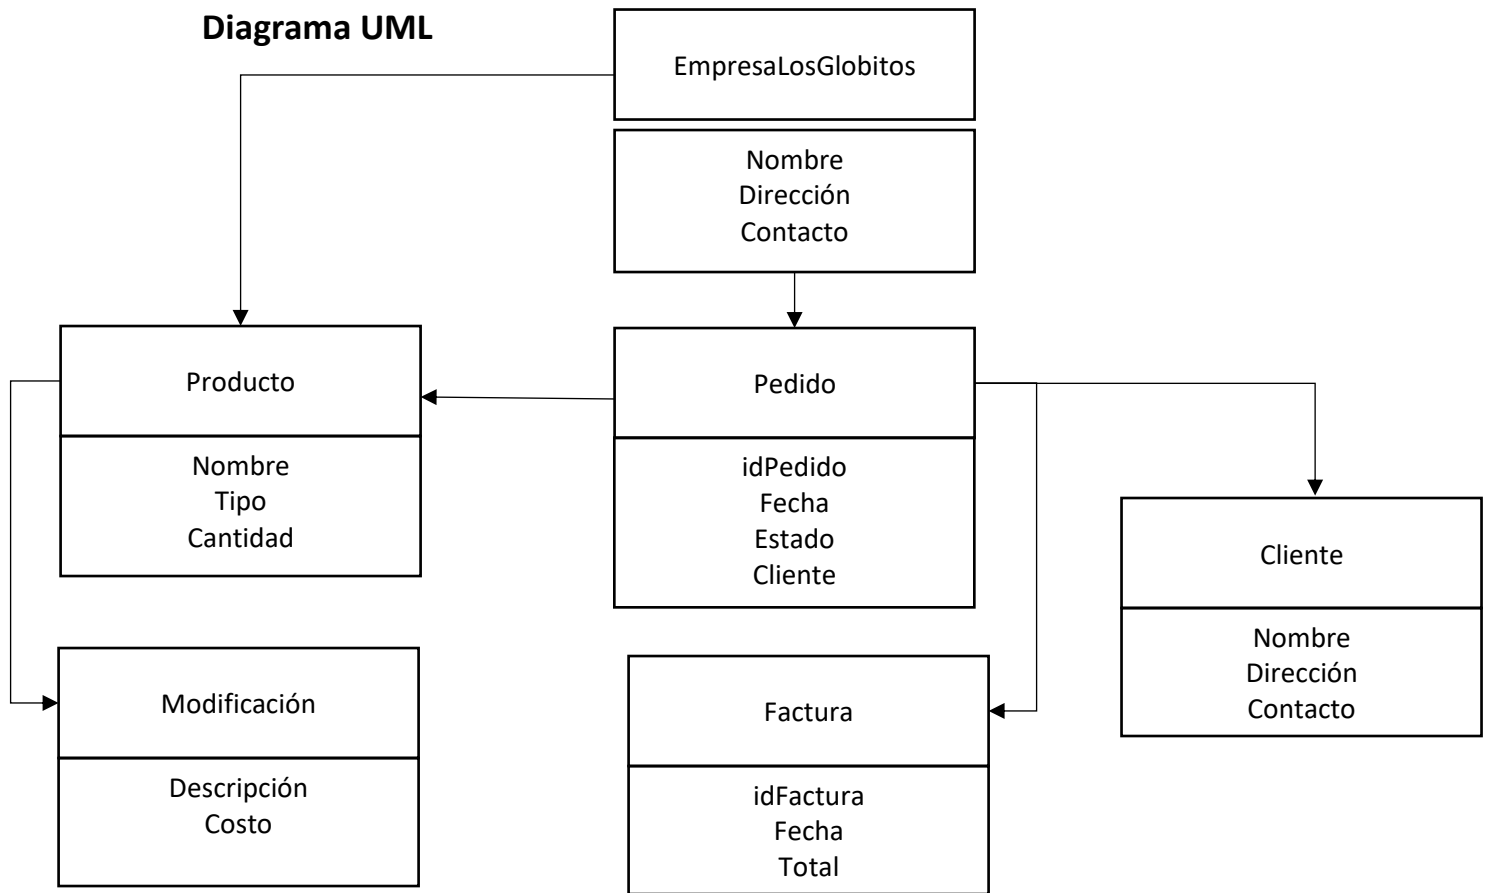 Diagrama UML
EmpresaLosGlobitos
Nombre
Dirección
Contacto
Producto
Nombre
Tipo
Cantidad
Pedido
idPedido
Fecha
Estado
Cliente
Cliente
Nombre
Dirección
Contacto
Modificación
Descripción
Costo
Factura
idFactura
Fecha
Total